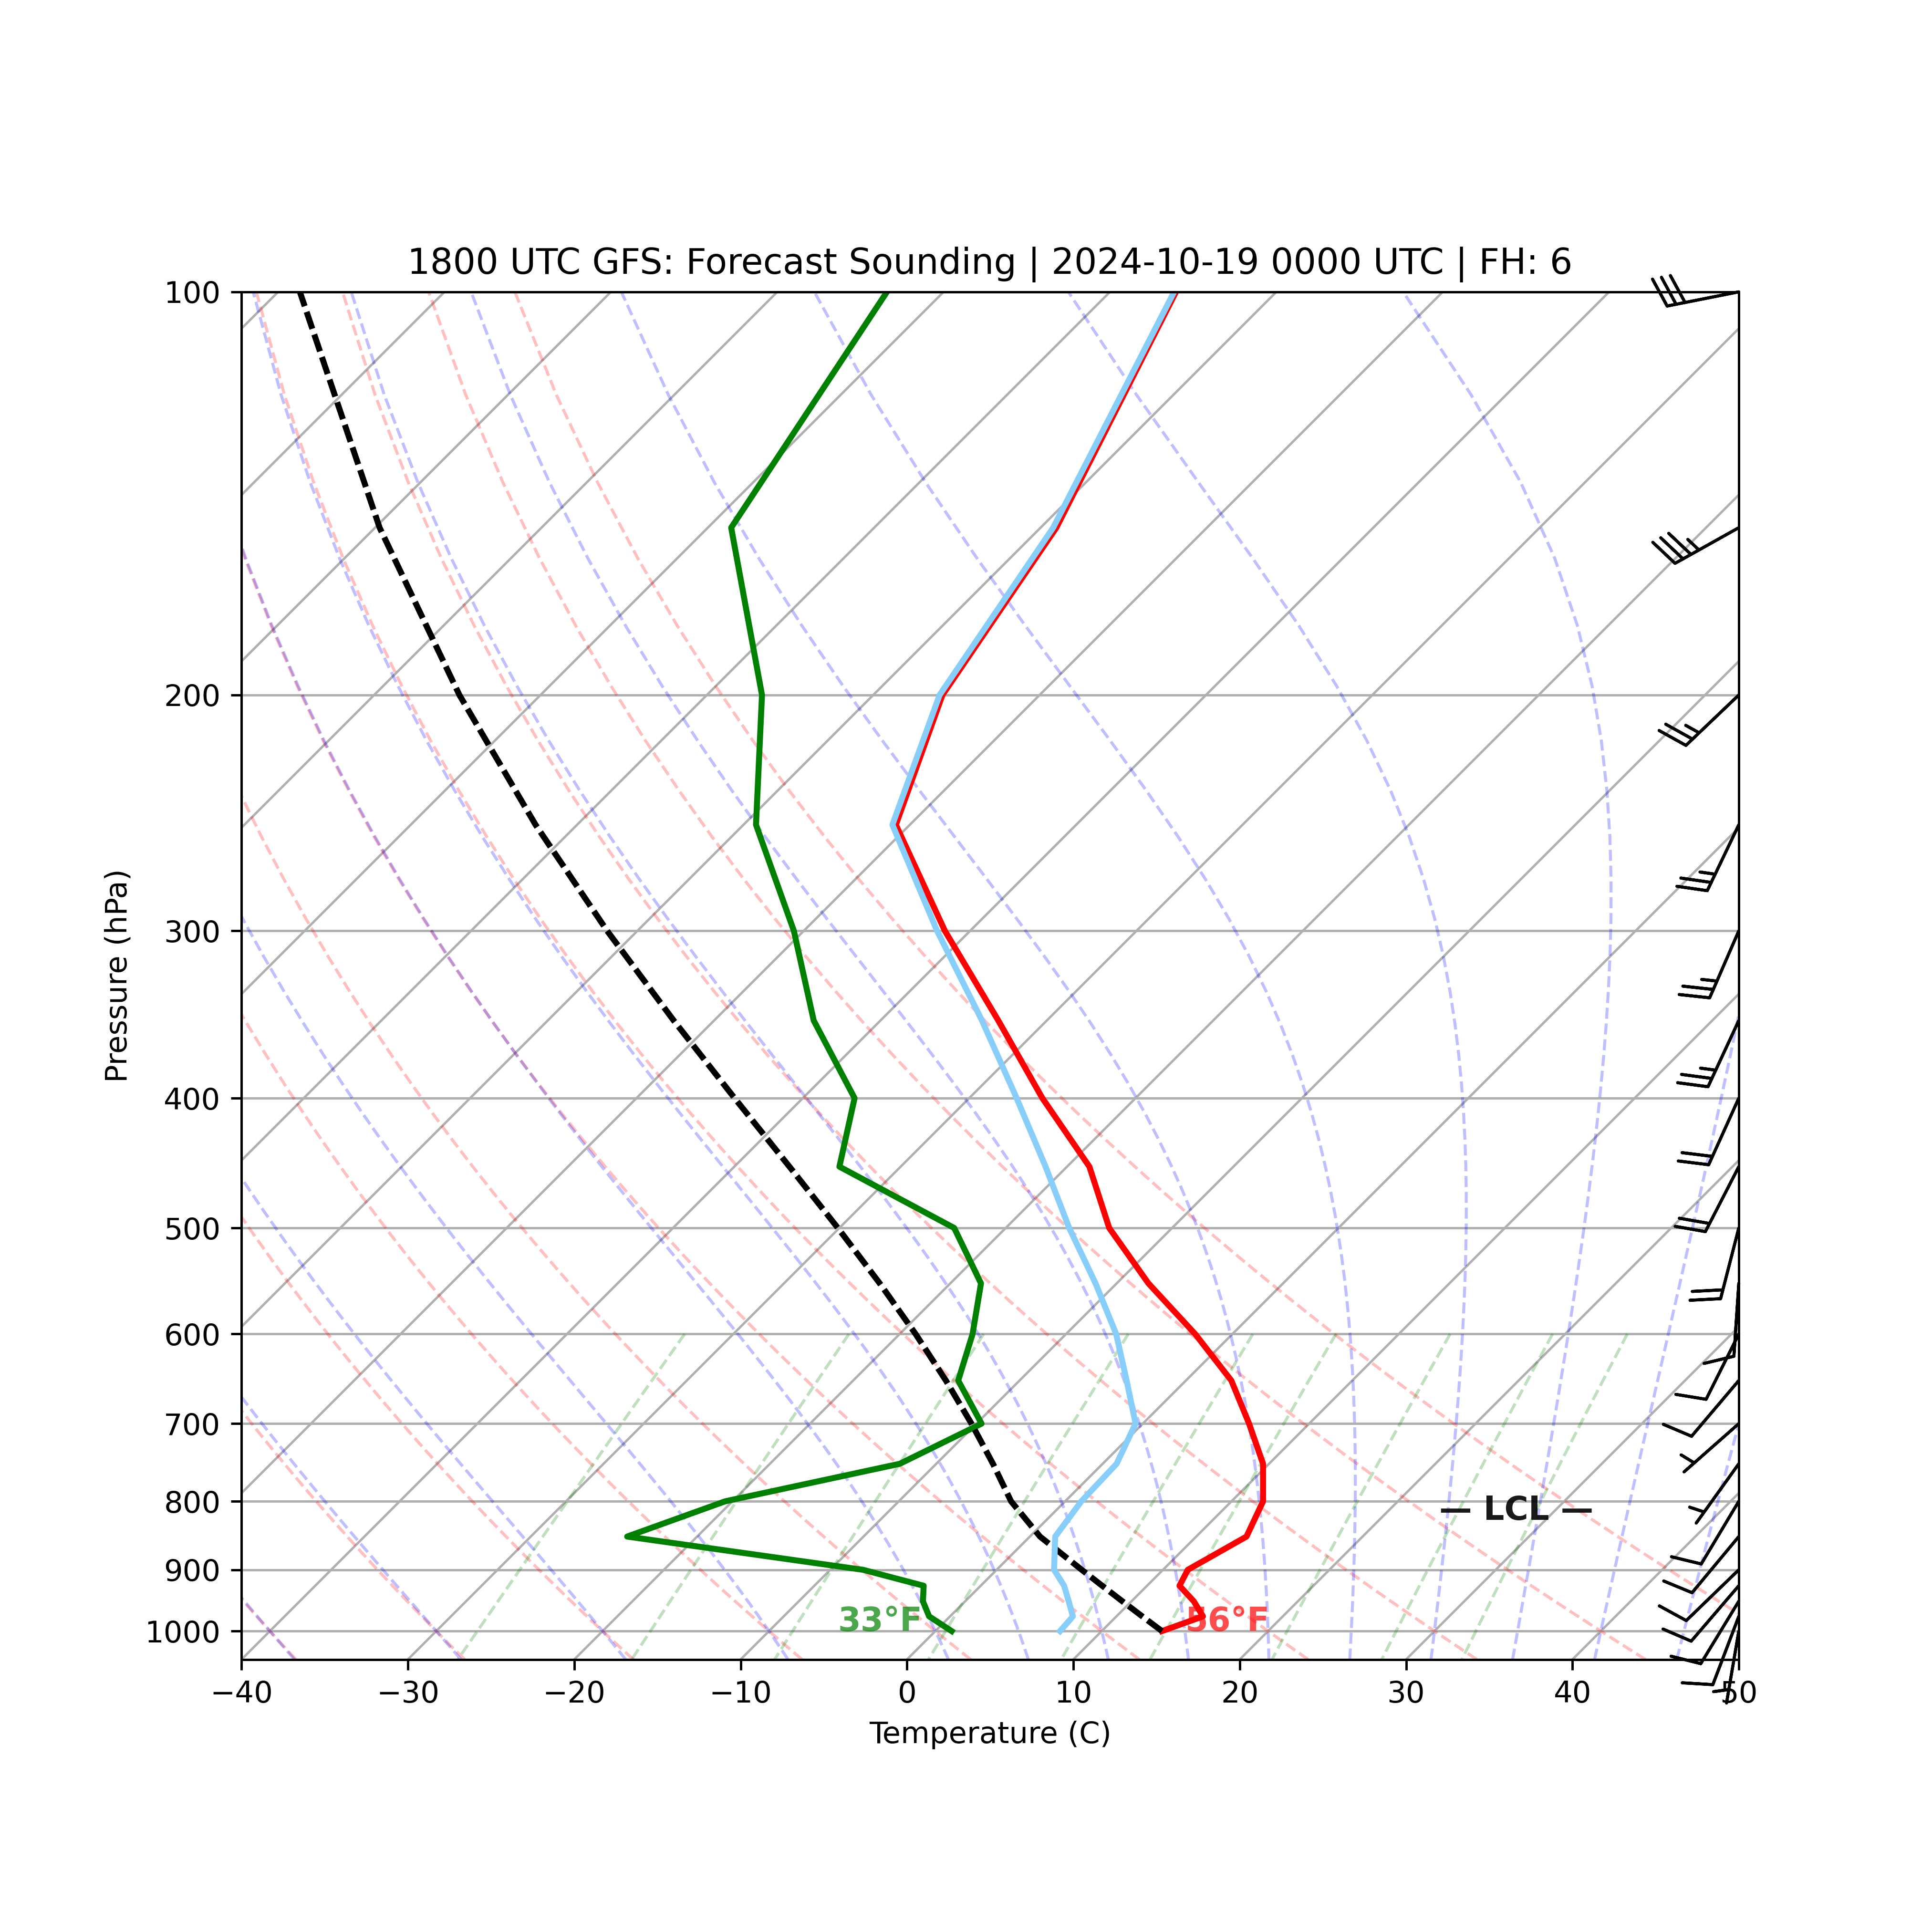 1800 UTC GFS: Forecast Sounding | 2024-10-19 0000 UTC | FH: 6
100
200
300
400
500
600
700
800
900
1000
Pressure (hPa)
— LCL —
33°F
56°F
−40 −30 −20 −10 0 10 20 30 40 50
Temperature (C)